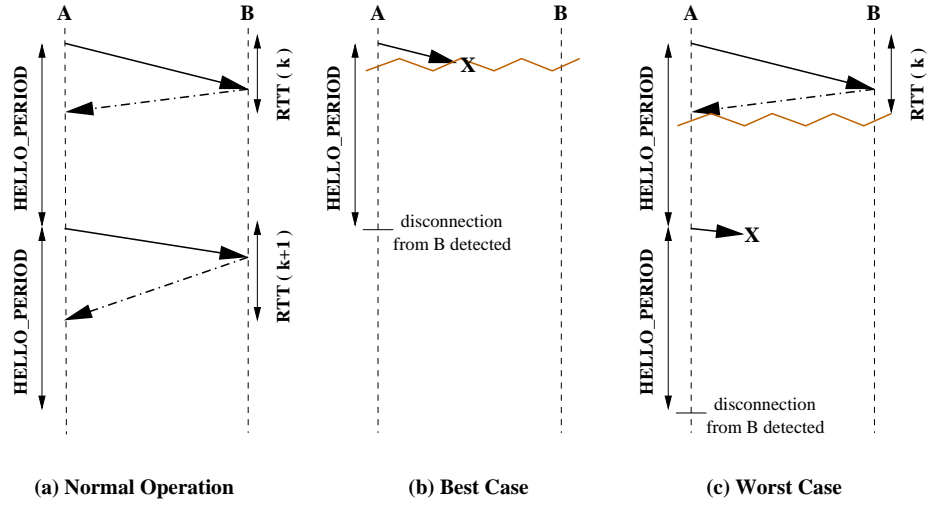 A
B
HELLO_PERIOD
RTT ( k )
HELLO_PERIOD
RTT ( k+1 )
(a) Normal Operation
A
B
X
HELLO_PERIOD
disconnection
from B detected
(b) Best Case
A
B
HELLO_PERIOD
RTT ( k )
X
HELLO_PERIOD
disconnection
from B detected
(c) Worst Case